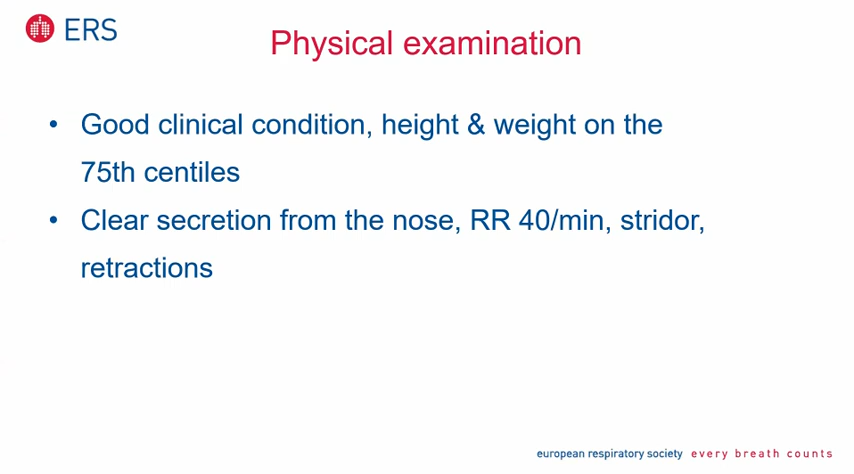 ERS
Physical examination
• Good clinical condition, height & weight on the
75th centiles
• Clear secretion from the nose, RR 40/min, stridor,
retractions
european respiratory society every breath counts